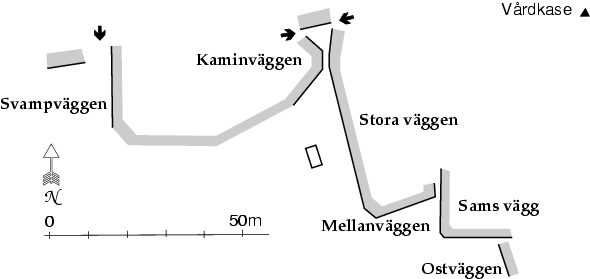 Vårdkase
Kaminväggen
Svampväggen
Stora väggen
N
Sams vägg
0 50m
Mellanväggen
Ostväggen